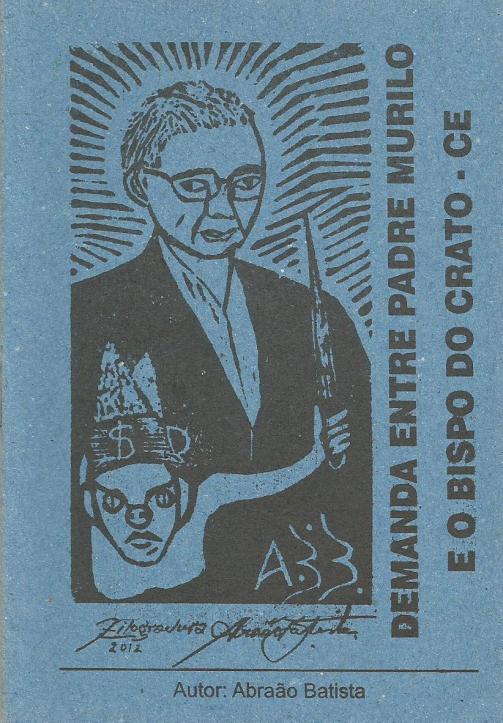 DEMANDA ENTRE PADRE MURILO
E O BISPO DO CRATO - CE
$ D
A.B.
Xilogravura Abraão Batista
2012
Autor: Abraão Batista